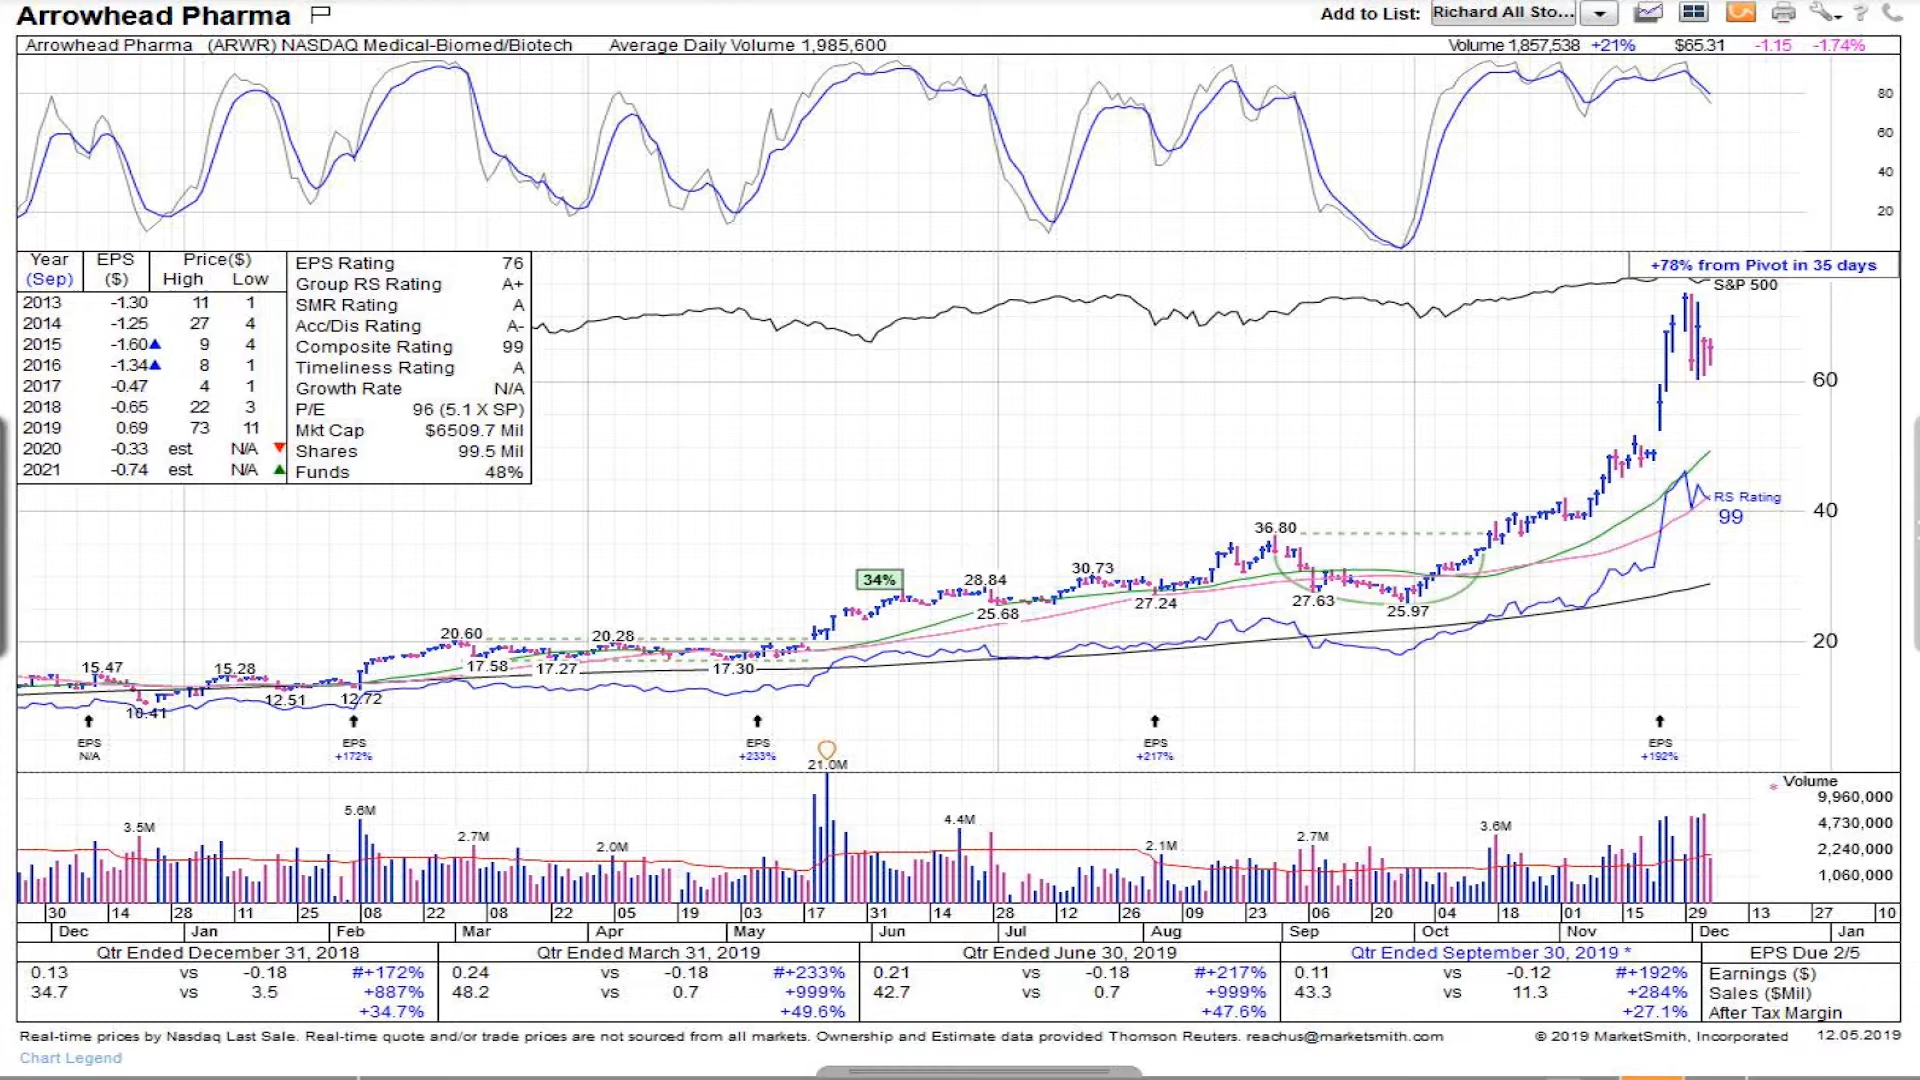 Arrowhead Pharma
Add to List: Richard All Sto...
Arrowhead Pharma (ARWR) NASDAQ Medical-Biomed/Biotech Average Daily Volume 1,985,600 Volume 1,857,538 +21% $65.31 -1.15 -1.74%
80
60
40
20
Year EPS Price($)
(Sep) ($) High Low
2013 -1.30 11 1
2014 -1.25 27 4
2015 -1.60 9 4
2016 -1.34 8 1
2017 -0.47 4 1
2018 -0.65 22 3
2019 0.69 73 11
2020 -0.33 est N/A
2021 -0.74 est N/A
EPS Rating 76
Group RS Rating A+
SMR Rating A
Acc/Dis Rating A-
Composite Rating 99
Timeliness Rating A
Growth Rate N/A
P/E 96 (5.1 X SP)
Mkt Cap $6509.7 Mil
Shares 99.5 Mil
Funds 48%
+78% from Pivot in 35 days
S&P 500
60
RS Rating
99
40
36.80
34%
28.84
30.73
27.24
27.63
25.97
25.68
20.60
20.28
20
15.47
15.28
17.58
17.27
17.30
12.51
12.72
10.41
EPS EPS EPS EPS EPS
N/A +172% +233% +217% +192%
21.0M
Volume
9,960,000
4,730,000
2,240,000
1,060,000
3.5M
5.6M
2.7M
2.0M
4.4M
2.1M
2.7M
3.6M
30 14 28 11 25 08 22 08 22 05 19 03 17 31 14 28 12 26 09 23 06 20 04 18 01 15 29 13 27 10
Dec Jan Feb Mar Apr May Jun Jul Aug Sep Oct Nov Dec Jan
Qtr Ended December 31, 2018 Qtr Ended March 31, 2019 Qtr Ended June 30, 2019 Qtr Ended September 30, 2019 * EPS Due 2/5
0.13 vs -0.18 #+172% 0.24 vs -0.18 #+233% 0.21 vs -0.18 #+217% 0.11 vs -0.12 #+192% Earnings ($)
34.7 vs 3.5 +887% 48.2 vs 0.7 +999% 42.7 vs 0.7 +999% 43.3 vs 11.3 +284% Sales ($Mil)
+34.7% +49.6% +47.6% +27.1% After Tax Margin
Real-time prices by Nasdaq Last Sale. Real-time quote and/or trade prices are not sourced from all markets. Ownership and Estimate data provided Thomson Reuters. reachus@marketsmith.com © 2019 MarketSmith, Incorporated 12.05.2019
Chart Legend